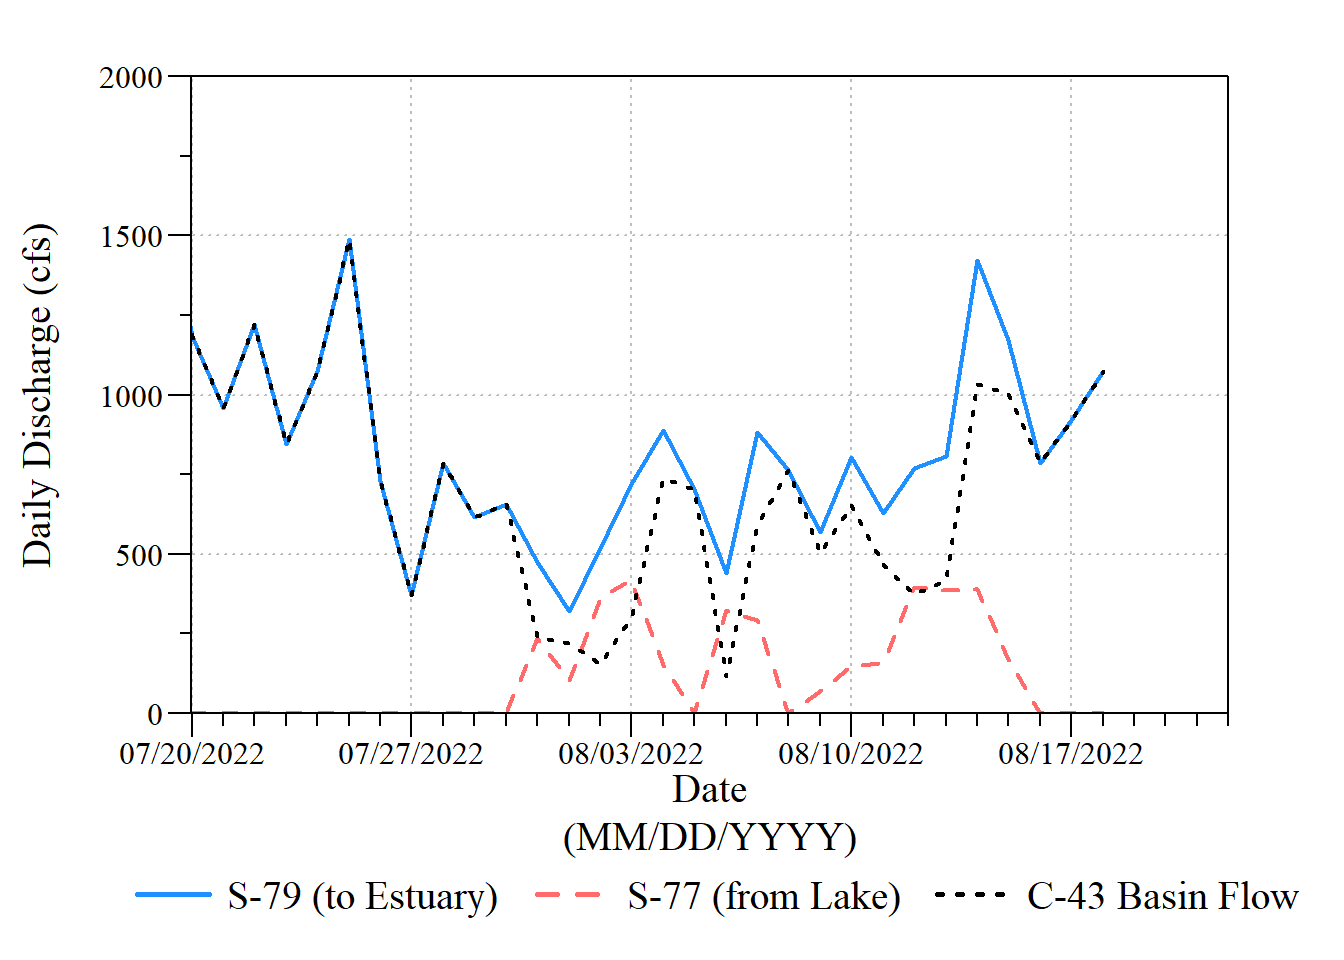 2000
1500
1000
500
0
Daily Discharge (cfs)
07/20/2022 07/27/2022 08/03/2022 08/10/2022 08/17/2022
Date
(MM/DD/YYYY)
S-79 (to Estuary) S-77 (from Lake) C-43 Basin Flow